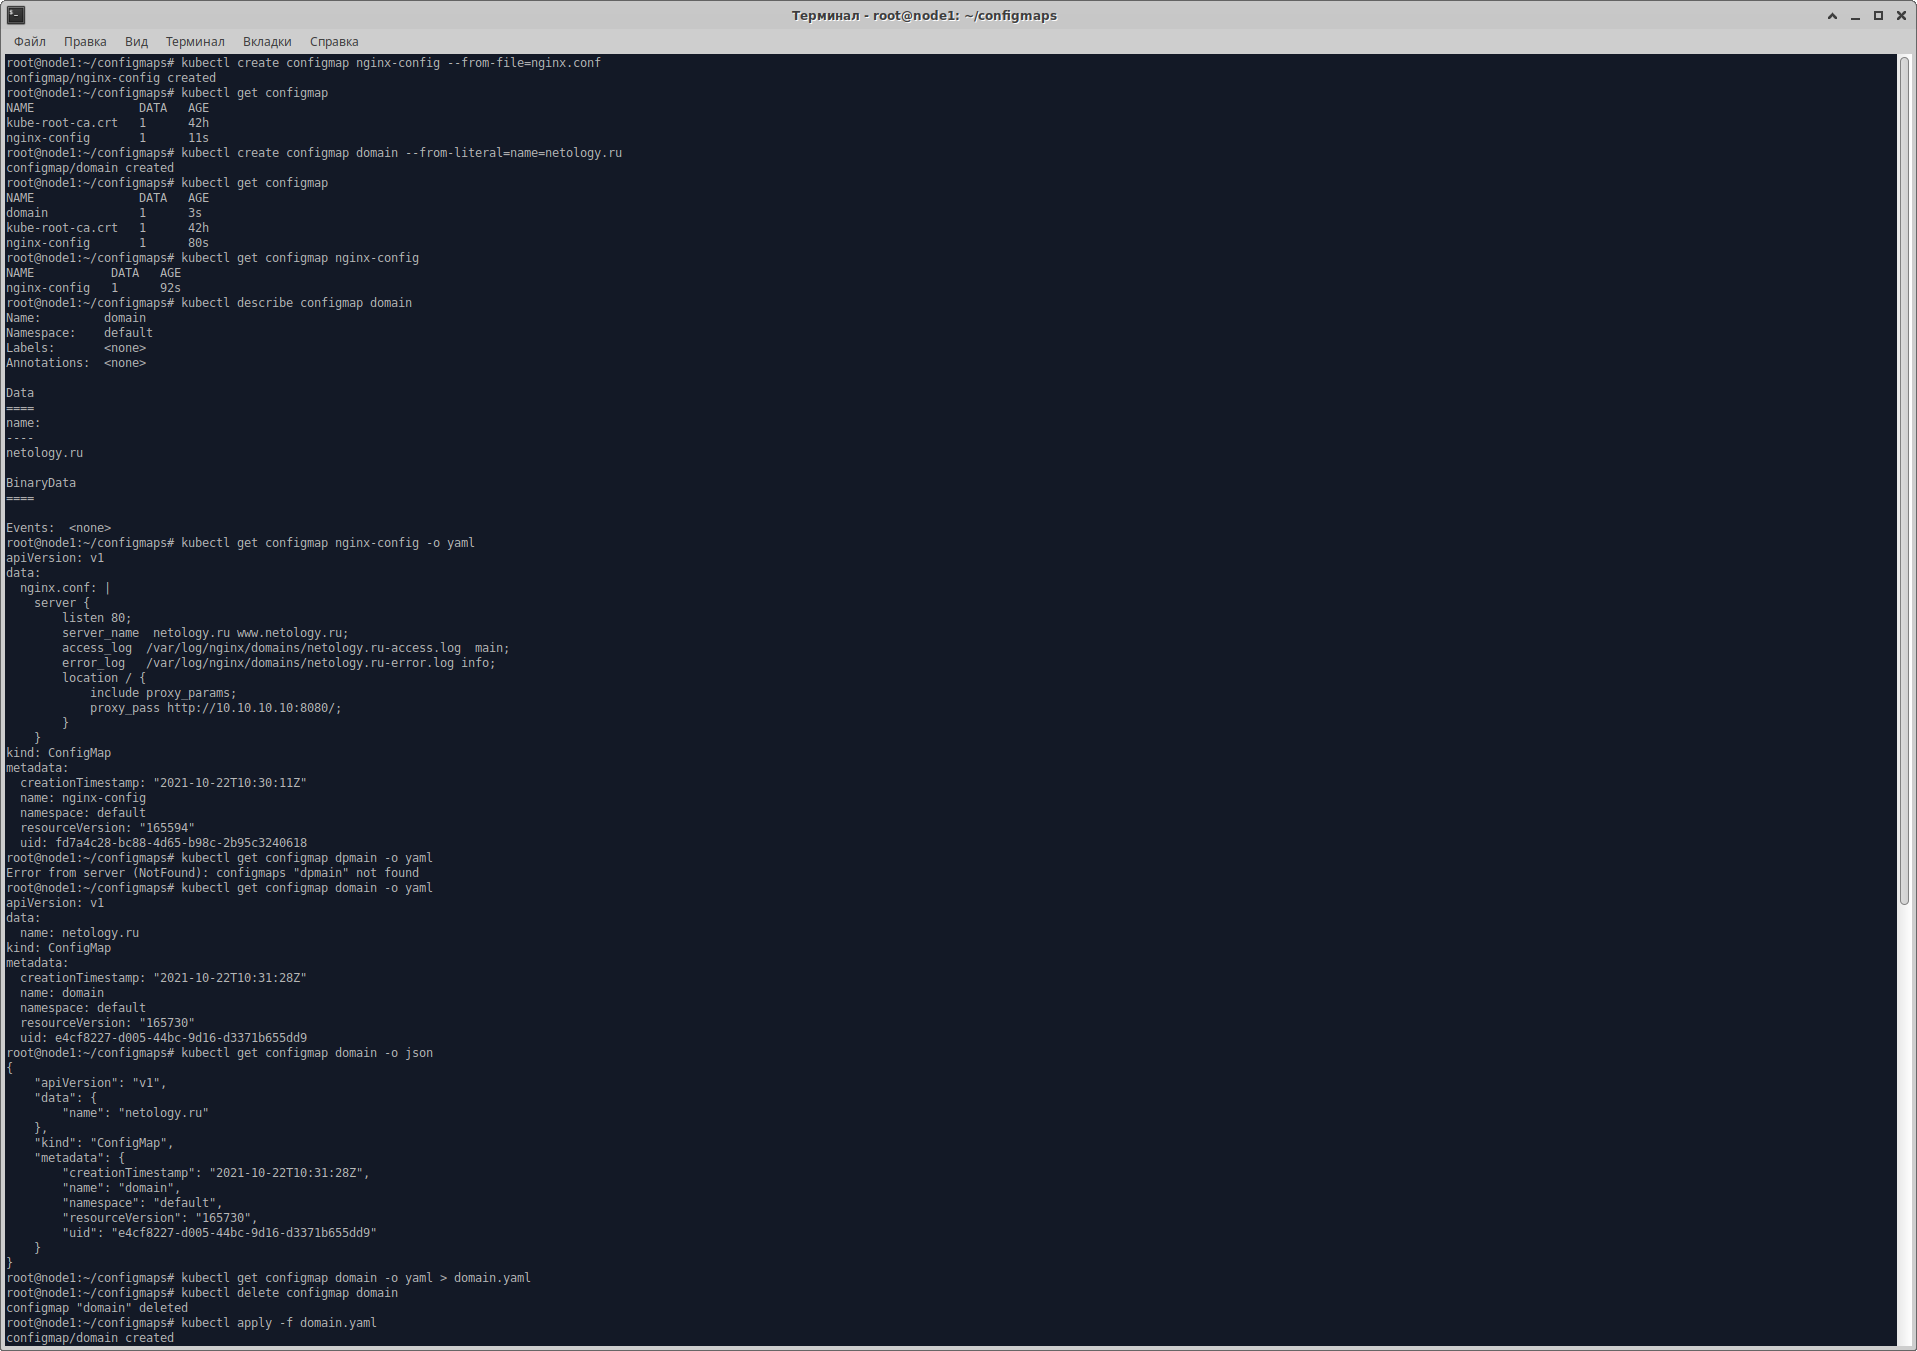 Терминал - root@node1: ~/configmaps
Файл Правка Вид Терминал Вкладки Справка
root@node1:~/configmaps# kubectl create configmap nginx-config --from-file=nginx.conf
configmap/nginx-config created
root@node1:~/configmaps# kubectl get configmap
NAME               DATA   AGE
kube-root-ca.crt   1      42h
nginx-config       1      11s
root@node1:~/configmaps# kubectl create configmap domain --from-literal=name=netology.ru
configmap/domain created
root@node1:~/configmaps# kubectl get configmap
NAME               DATA   AGE
domain             1      3s
kube-root-ca.crt   1      42h
nginx-config       1      80s
root@node1:~/configmaps# kubectl get configmap nginx-config
NAME           DATA   AGE
nginx-config   1      92s
root@node1:~/configmaps# kubectl describe configmap domain
Name:         domain
Namespace:    default
Labels:       <none>
Annotations:  <none>

Data
====
name:
----
netology.ru

BinaryData
====

Events:  <none>
root@node1:~/configmaps# kubectl get configmap nginx-config -o yaml
apiVersion: v1
data:
  nginx.conf: |
    server {
        listen 80;
        server_name  netology.ru www.netology.ru;
        access_log  /var/log/nginx/domains/netology.ru-access.log  main;
        error_log   /var/log/nginx/domains/netology.ru-error.log info;
        location / {
            include proxy_params;
            proxy_pass http://10.10.10.10:8080/;
        }
    }
kind: ConfigMap
metadata:
  creationTimestamp: "2021-10-22T10:30:11Z"
  name: nginx-config
  namespace: default
  resourceVersion: "165594"
  uid: fd7a4c28-bc88-4d65-b98c-2b95c3240618
root@node1:~/configmaps# kubectl get configmap dpmain -o yaml
Error from server (NotFound): configmaps "dpmain" not found
root@node1:~/configmaps# kubectl get configmap domain -o yaml
apiVersion: v1
data:
  name: netology.ru
kind: ConfigMap
metadata:
  creationTimestamp: "2021-10-22T10:31:28Z"
  name: domain
  namespace: default
  resourceVersion: "165730"
  uid: e4cf8227-d005-44bc-9d16-d3371b655dd9
root@node1:~/configmaps# kubectl get configmap domain -o json
{
    "apiVersion": "v1",
    "data": {
        "name": "netology.ru"
    },
    "kind": "ConfigMap",
    "metadata": {
        "creationTimestamp": "2021-10-22T10:31:28Z",
        "name": "domain",
        "namespace": "default",
        "resourceVersion": "165730",
        "uid": "e4cf8227-d005-44bc-9d16-d3371b655dd9"
    }
}
root@node1:~/configmaps# kubectl get configmap domain -o yaml > domain.yaml
root@node1:~/configmaps# kubectl delete configmap domain
configmap "domain" deleted
root@node1:~/configmaps# kubectl apply -f domain.yaml
configmap/domain created